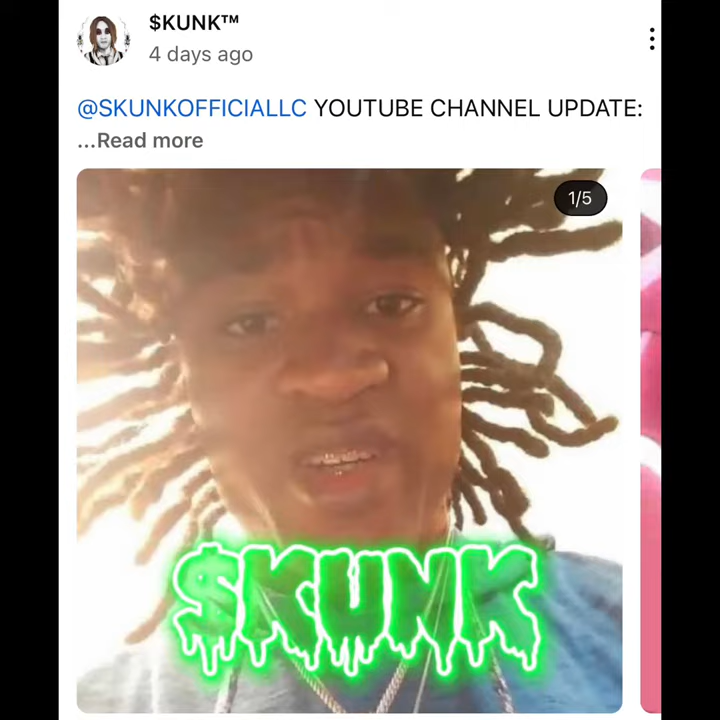 $KUNK™
4 days ago
@SKUNKOFFICIALLC YOUTUBE CHANNEL UPDATE:
...Read more
1/5
$KUNK